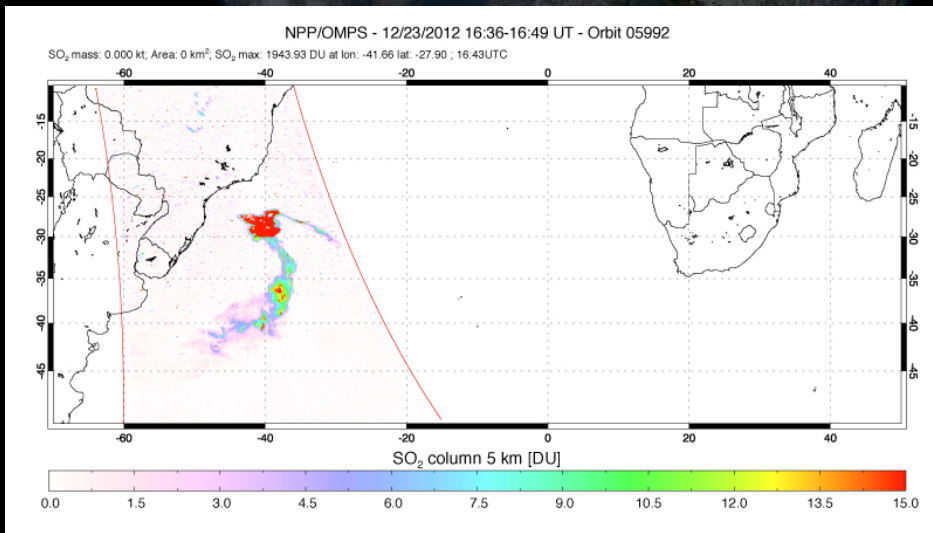 NPP/OMPS - 12/23/2012 16:36-16:49 UT - Orbit 05992
SO₂ mass: 0.000 kt; Area: 0 km²; SO₂ max: 1943.93 DU at lon: -41.66 lat: -27.90 ; 16:43UTC
-60 -40 -20 0 20 40
-15 -15
-20 -20
-25 -25
-30 -30
-35 -35
-40 -40
-45 -45
-60 -40 -20 0 20 40
SO₂ column 5 km [DU]
0.0 1.5 3.0 4.5 6.0 7.5 9.0 10.5 12.0 13.5 15.0